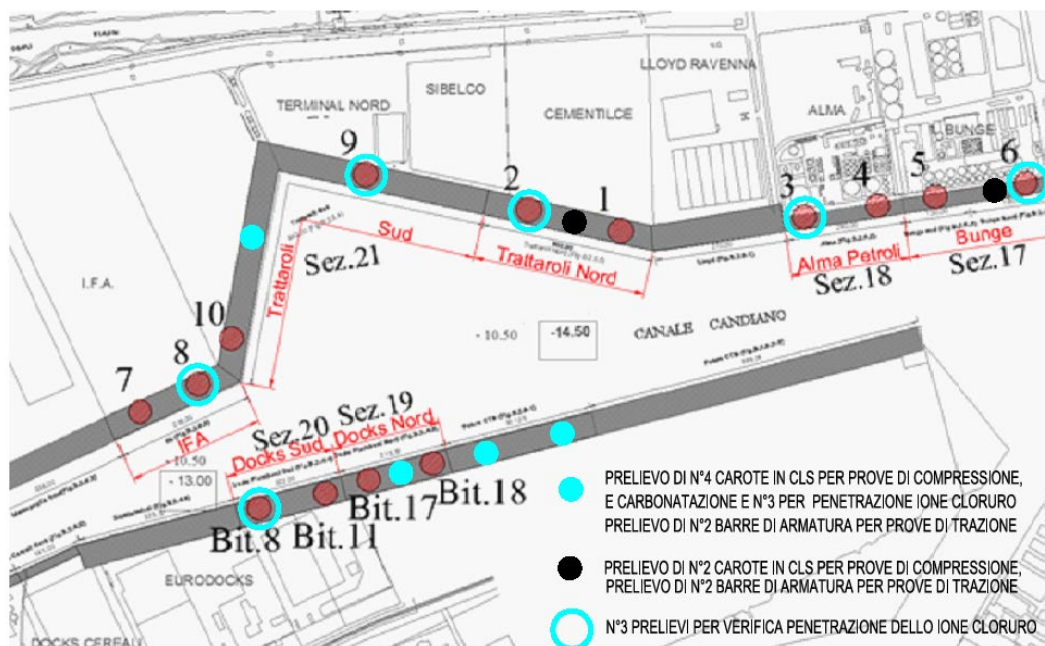 LLOYD RAVENNA
SIBELCO
TERMINAL NORD
CEMENTILCE
ALMA
BUNGE
9
2
1
3
4
5
6
Sud
Trattaroli Nord
Trattaroli
Sez.21
Alma Petroli
Sez.18
Bunge
Sez.17
I.F.A.
10
8
7
- 10.50
-14.50
CANALE CANDIANO
IFA
- 10.50
- 13.00
Sez.20
Sez.19
Docks Sud
Docks Nord
Bit.8
Bit.11
Bit.17
Bit.18
EURODOCKS
DOCKS CEREALI
PRELIEVO DI N°4 CAROTE IN CLS PER PROVE DI COMPRESSIONE,
E CARBONATAZIONE E N°3 PER PENETRAZIONE IONE CLORURO
PRELIEVO DI N°2 BARRE DI ARMATURA PER PROVE DI TRAZIONE
PRELIEVO DI N°2 CAROTE IN CLS PER PROVE DI COMPRESSIONE,
PRELIEVO DI N°2 BARRE DI ARMATURA PER PROVE DI TRAZIONE
N°3 PRELIEVI PER VERIFICA PENETRAZIONE DELLO IONE CLORURO